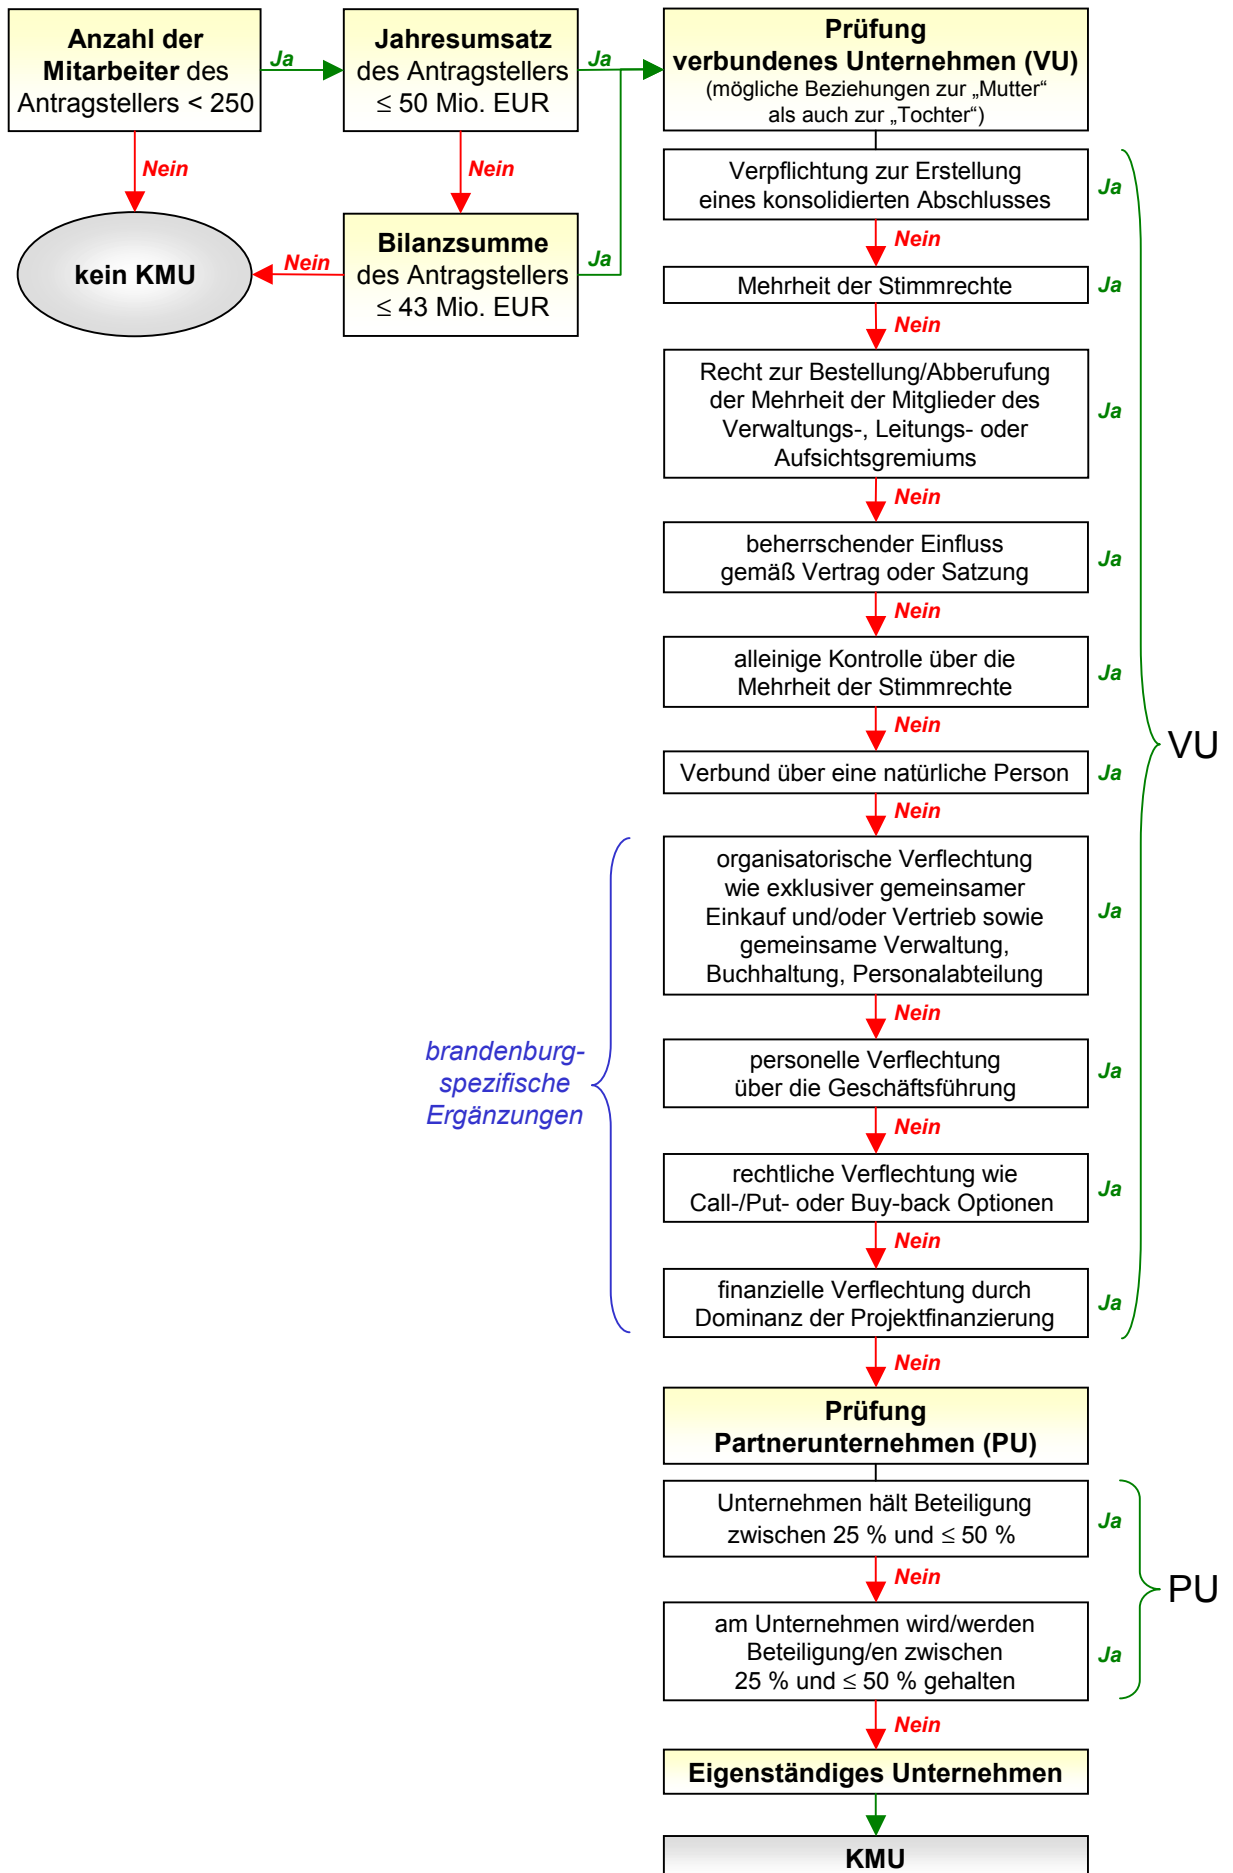 Anzahl der
Mitarbeiter des
Antragstellers < 250
Ja
Jahresumsatz
des Antragstellers
≤ 50 Mio. EUR
Ja
Prüfung
verbundenes Unternehmen (VU)
(mögliche Beziehungen zur „Mutter“
als auch zur „Tochter“)
Nein
Nein
kein KMU
Nein
Bilanzsumme
des Antragstellers
≤ 43 Mio. EUR
Ja
Verpflichtung zur Erstellung
eines konsolidierten Abschlusses
Ja
Nein
Mehrheit der Stimmrechte
Ja
Nein
Recht zur Bestellung/Abberufung
der Mehrheit der Mitglieder des
Verwaltungs-, Leitungs- oder
Aufsichtsgremiums
Ja
Nein
beherrschender Einfluss
gemäß Vertrag oder Satzung
Ja
Nein
alleinige Kontrolle über die
Mehrheit der Stimmrechte
Ja
Nein
VU
Verbund über eine natürliche Person
Ja
Nein
organisatorische Verflechtung
wie exklusiver gemeinsamer
Einkauf und/oder Vertrieb sowie
gemeinsame Verwaltung,
Buchhaltung, Personalabteilung
Ja
Nein
brandenburg-
spezifische
Ergänzungen
personelle Verflechtung
über die Geschäftsführung
Ja
Nein
rechtliche Verflechtung wie
Call-/Put- oder Buy-back Optionen
Ja
Nein
finanzielle Verflechtung durch
Dominanz der Projektfinanzierung
Ja
Nein
Prüfung
Partnerunternehmen (PU)
Unternehmen hält Beteiligung
zwischen 25 % und ≤ 50 %
Ja
Nein
PU
am Unternehmen wird/werden
Beteiligung/en zwischen
25 % und ≤ 50 % gehalten
Ja
Nein
Eigenständiges Unternehmen
KMU